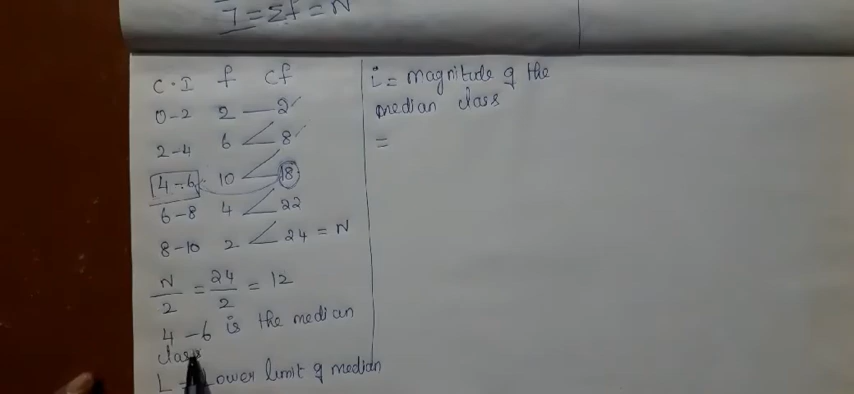 T = Σf = N
C.I f cf
0-2 2 — 2
2-4 6 8
4-6 10 18
6-8 4 22
8-10 2 24 = N
N/2 = 24/2 = 12
4-6 is the median
class
L = Lower limit of median
i = magnitude of the
median class
=